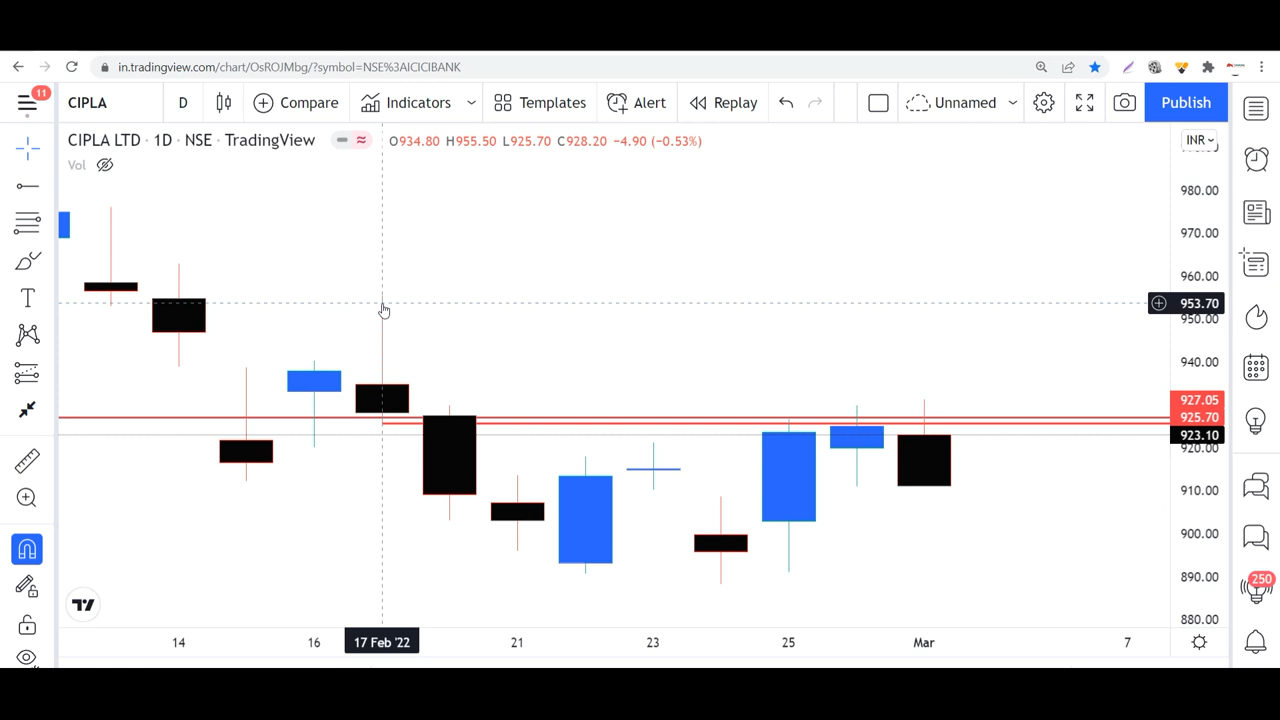 in.tradingview.com/chart/OsROJMbg/?symbol=NSE%3AICICIBANK
11
CIPLA
D
Compare
Indicators
Templates
Alert
Replay
Unnamed
Publish
CIPLA LTD · 1D · NSE · TradingView
O934.80 H955.50 L925.70 C928.20 −4.90 (−0.53%)
INR
Vol
980.00
970.00
960.00
953.70
950.00
940.00
927.05
925.70
923.10
920.00
910.00
900.00
890.00
880.00
250
14
16
17 Feb '22
21
23
25
Mar
7